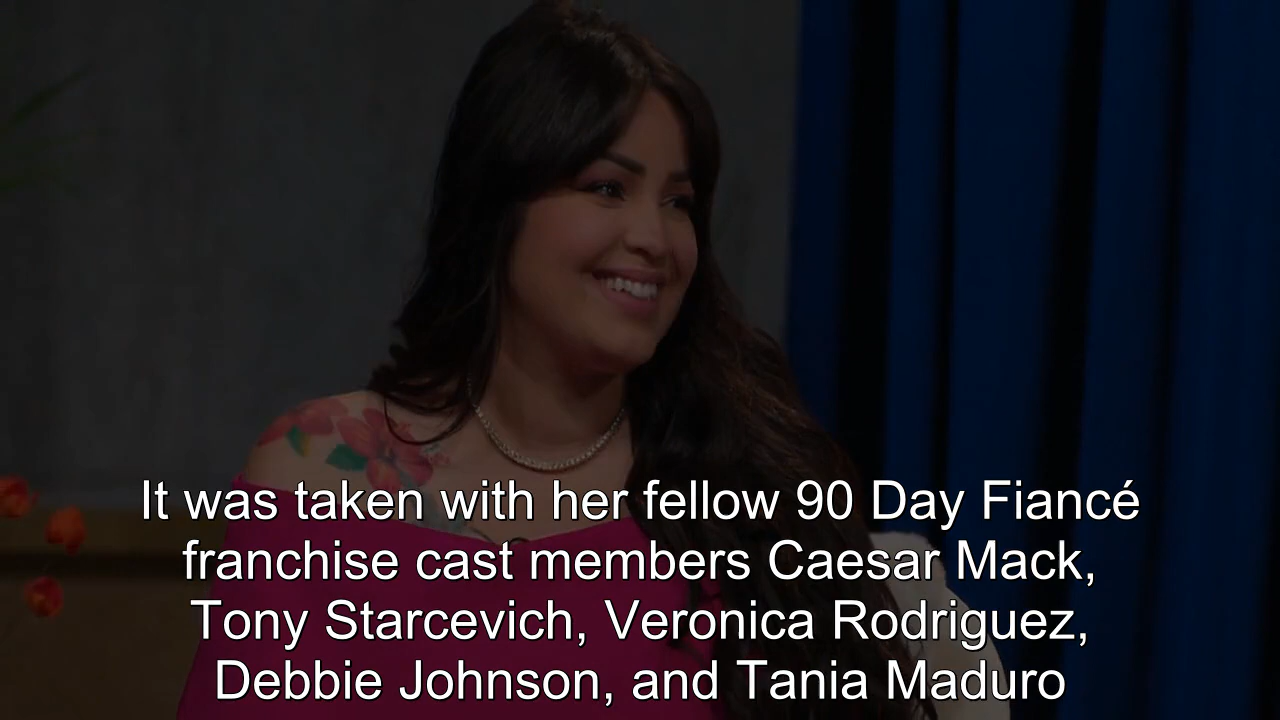 It was taken with her fellow 90 Day Fiancé
franchise cast members Caesar Mack,
Tony Starcevich, Veronica Rodriguez,
Debbie Johnson, and Tania Maduro